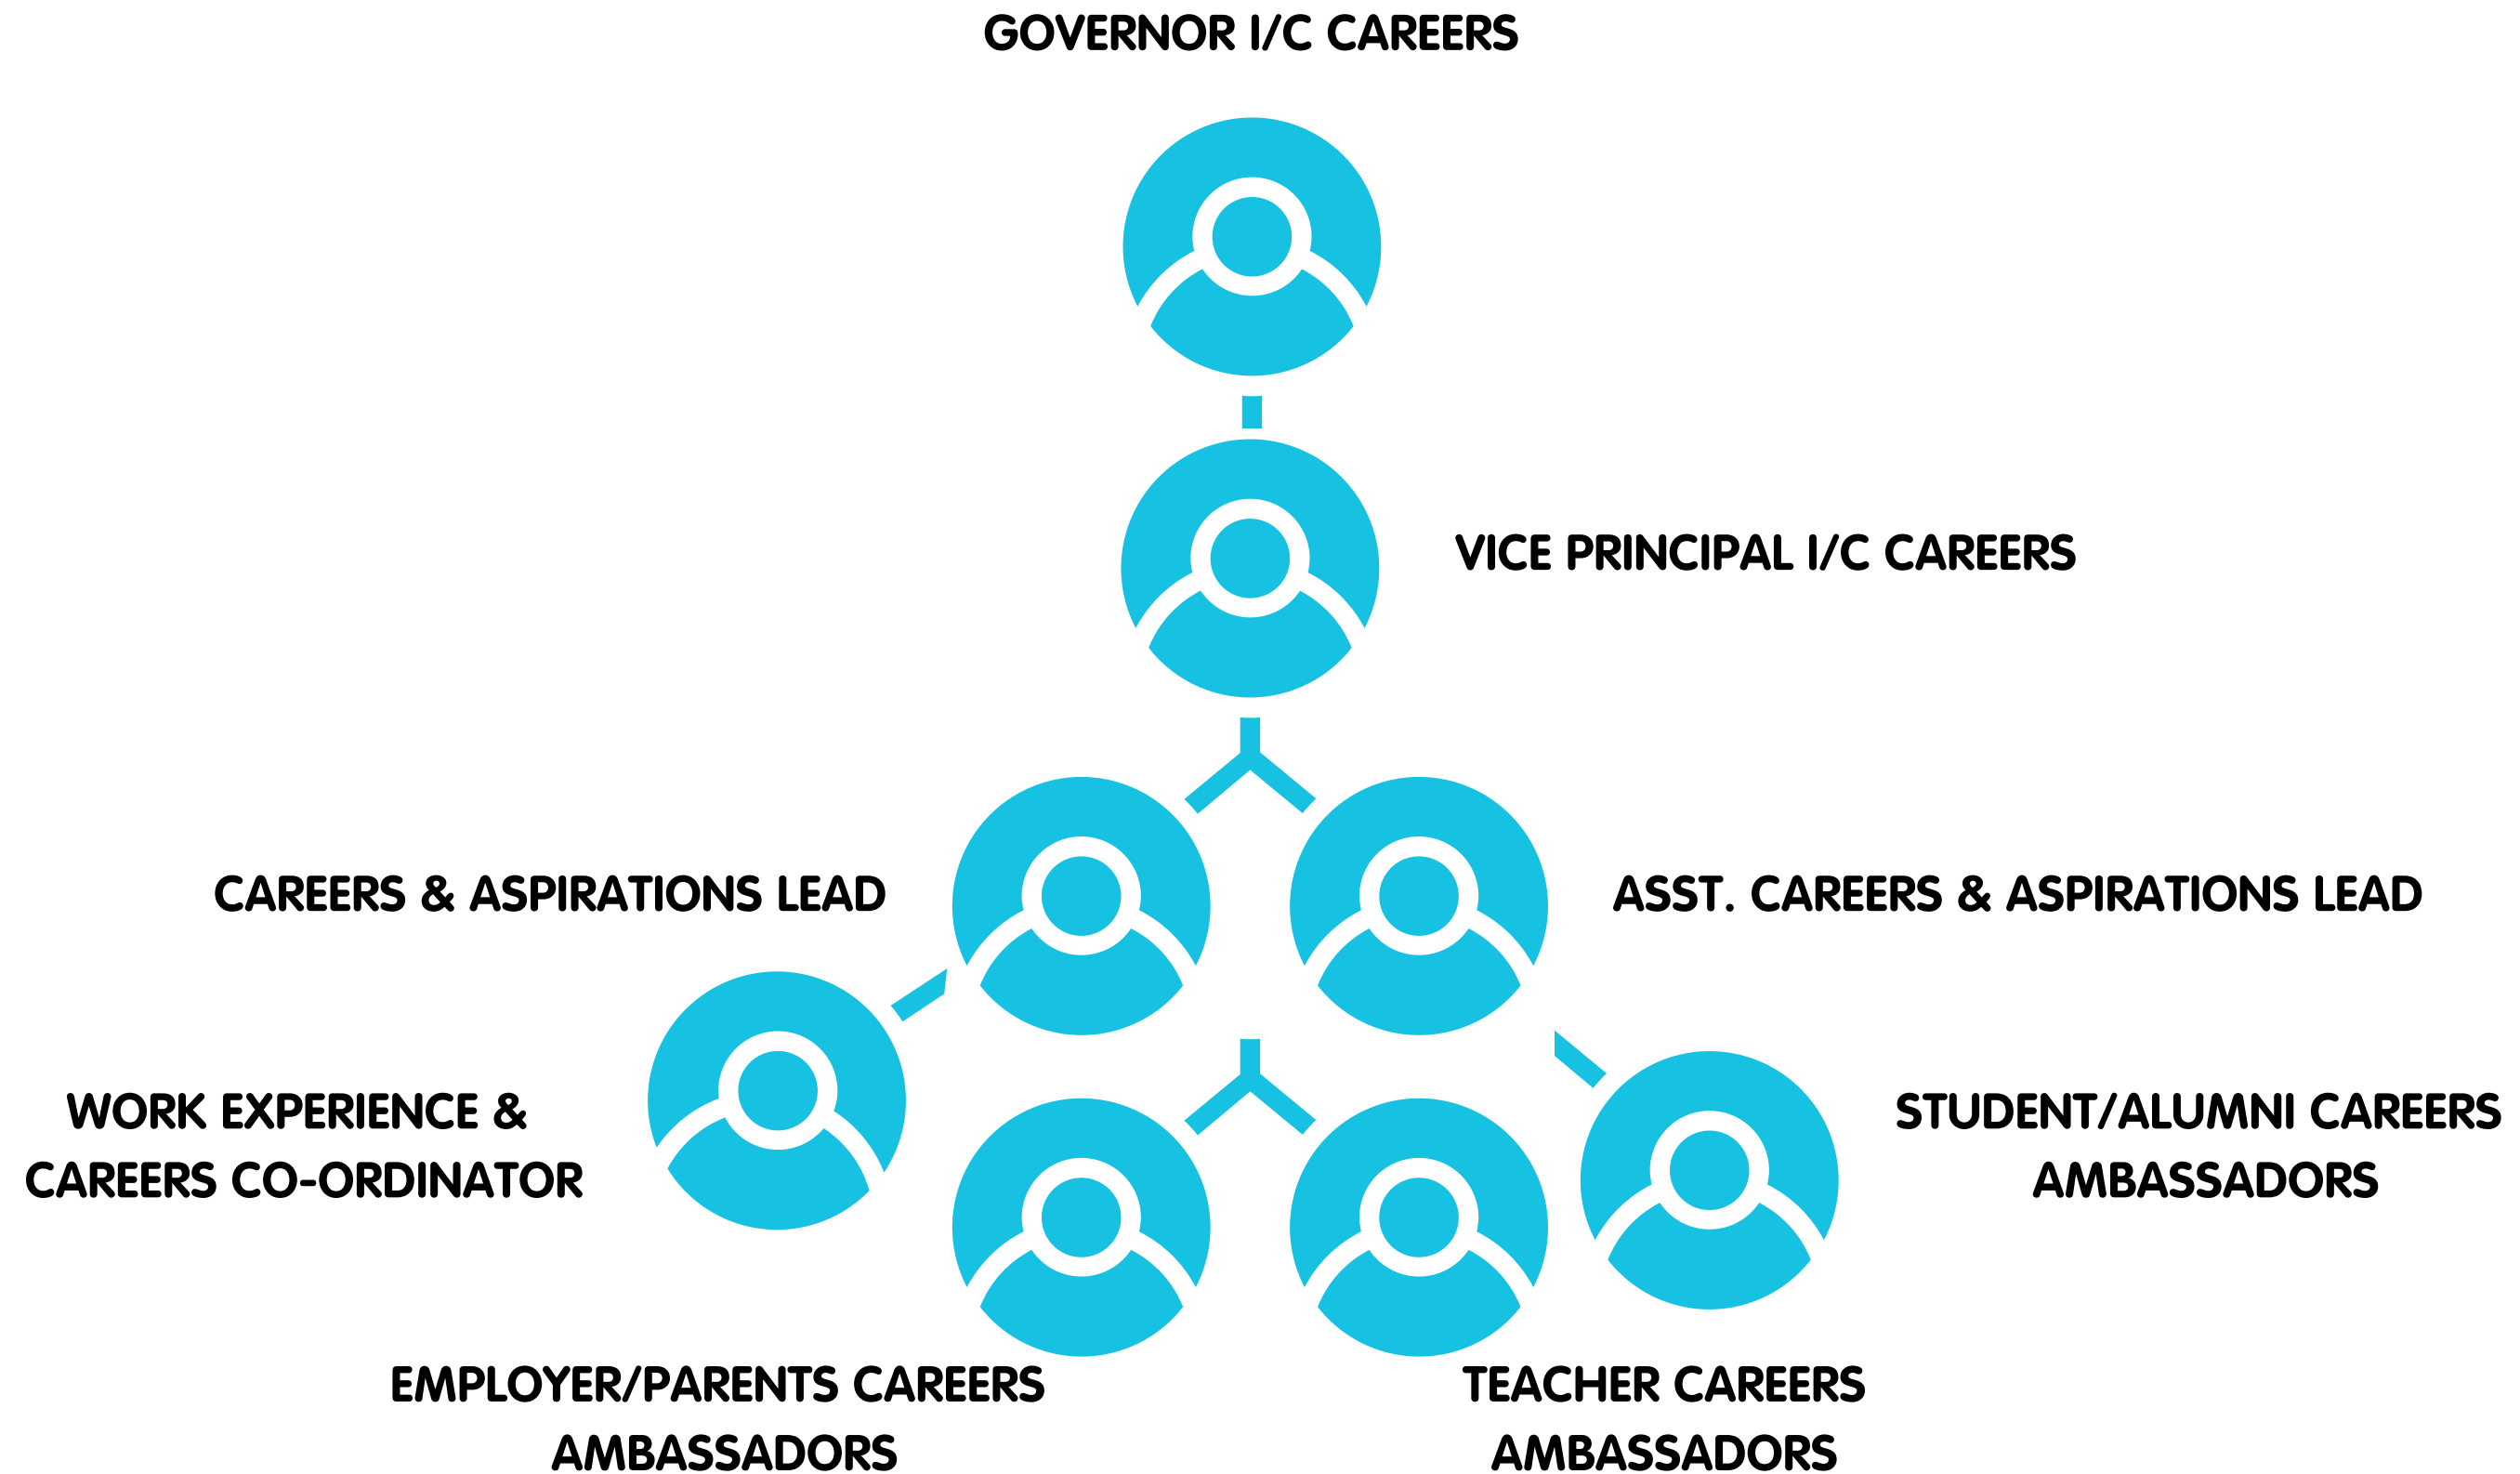 GOVERNOR I/C CAREERS
VICE PRINCIPAL I/C CAREERS
CAREERS & ASPIRATIONS LEAD
ASST. CAREERS & ASPIRATIONS LEAD
WORK EXPERIENCE &
CAREERS CO-ORDINATOR
STUDENT/ALUMNI CAREERS
AMBASSADORS
EMPLOYER/PARENTS CAREERS
AMBASSADORS
TEACHER CAREERS
AMBASSADORS